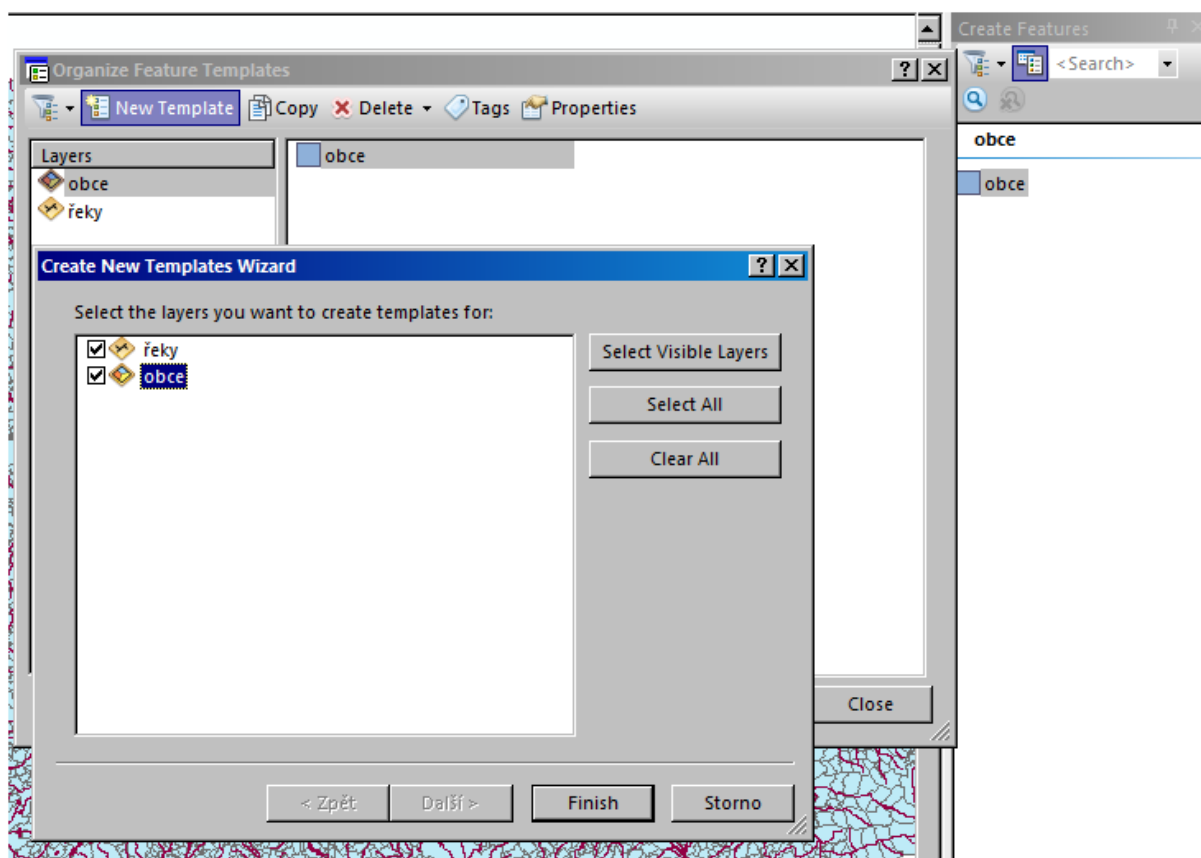 Create Features
Organize Feature Templates
<Search>
New Template Copy Delete Tags Properties
Layers
obce
řeky
obce
obce
obce
Create New Templates Wizard
Select the layers you want to create templates for:
řeky
obce
Select Visible Layers
Select All
Clear All
Close
< Zpět Další > Finish Storno